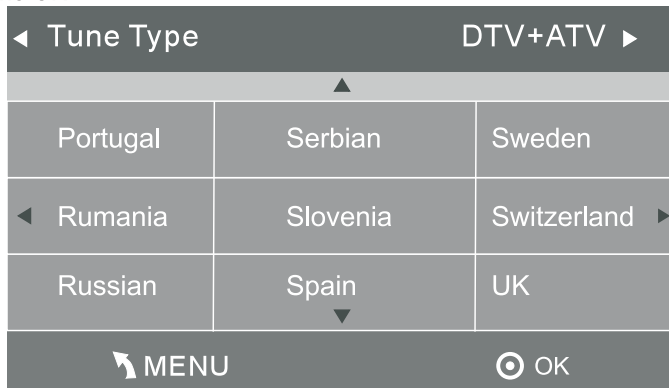 Tune Type DTV+ATV
Portugal Serbian Sweden
Rumania Slovenia Switzerland
Russian Spain UK
MENU OK